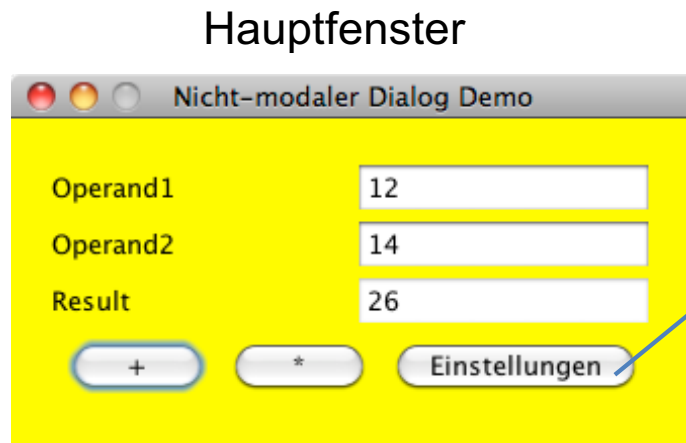 Hauptfenster
Nicht-modaler Dialog Demo
Operand1 12
Operand2 14
Result 26
+ * Einstellungen